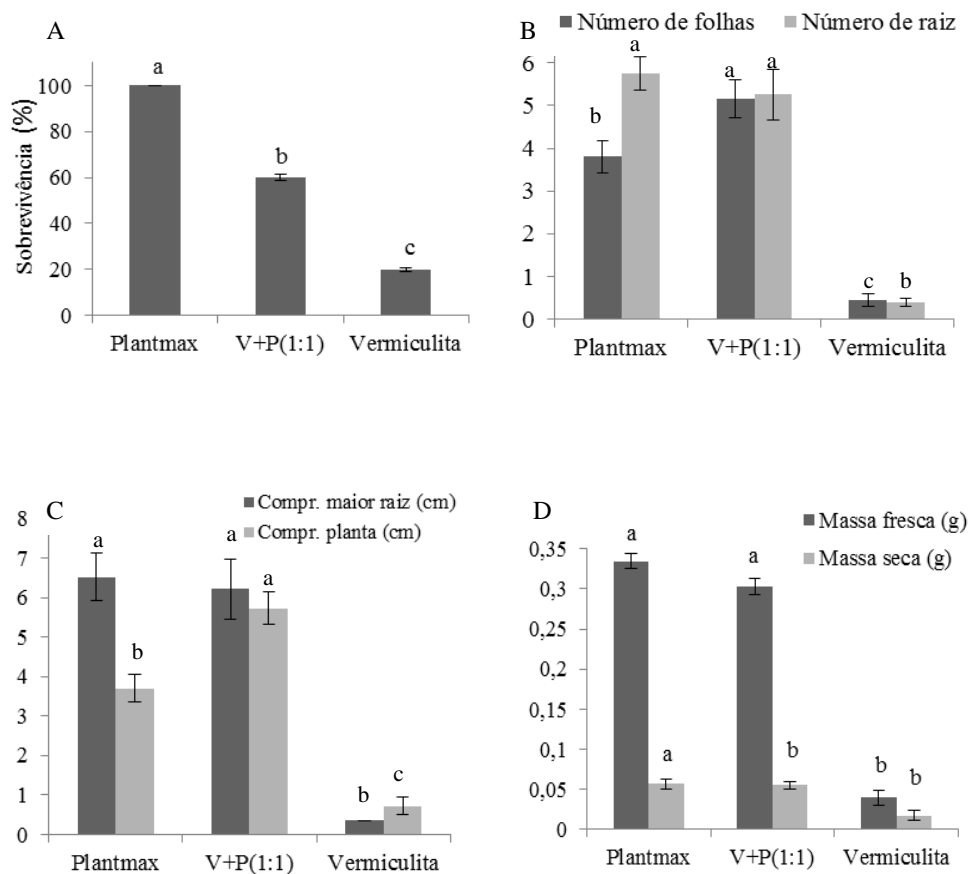 A
Sobrevivência (%)
100
80
60
40
20
0
a
b
c
Plantmax V+P(1:1) Vermiculita
B
Número de folhas Número de raiz
6
5
4
3
2
1
0
b a
a a
c b
Plantmax V+P(1:1) Vermiculita
C
Compr. maior raiz (cm)
Compr. planta (cm)
8
7
6
5
4
3
2
1
0
a b
a a
b c
Plantmax V+P(1:1) Vermiculita
D
Massa fresca (g)
Massa seca (g)
0,35
0,3
0,25
0,2
0,15
0,1
0,05
0
a a
a b
b b
Plantmax V+P(1:1) Vermiculita